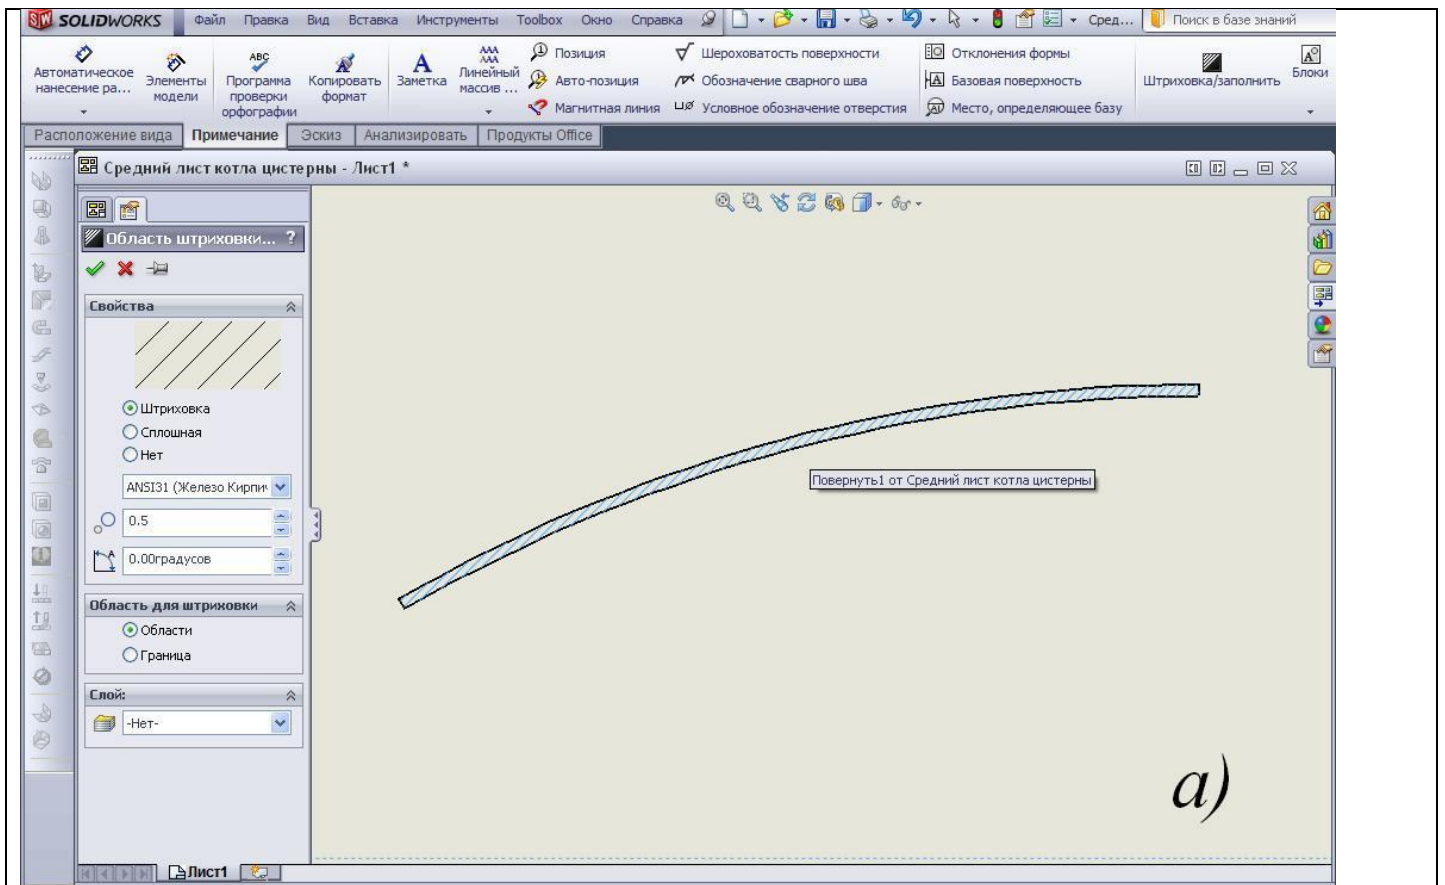 SOLIDWORKS Файл Правка Вид Вставка Инструменты Toolbox Окно Справка Сред... Поиск в базе знаний
Автоматическое нанесение ра...
Элементы модели
ABC
Программа проверки орфографии
Копировать формат
Заметка
Линейный массив ...
Позиция
Авто-позиция
Магнитная линия
Шероховатость поверхности
Обозначение сварного шва
Условное обозначение отверстия
Отклонения формы
Базовая поверхность
Место, определяющее базу
Штриховка/заполнить
Блоки
Расположение вида Примечание Эскиз Анализировать Продукты Office
Средний лист котла цистерны - Лист1 *
Область штриховки... ?
Свойства
Штриховка
Сплошная
Нет
ANSI31 (Железо Кирпич
0.5
0.00градусов
Область для штриховки
Области
Граница
Слой:
-Нет-
Повернуть1 от Средний лист котла цистерны
а)
Лист1